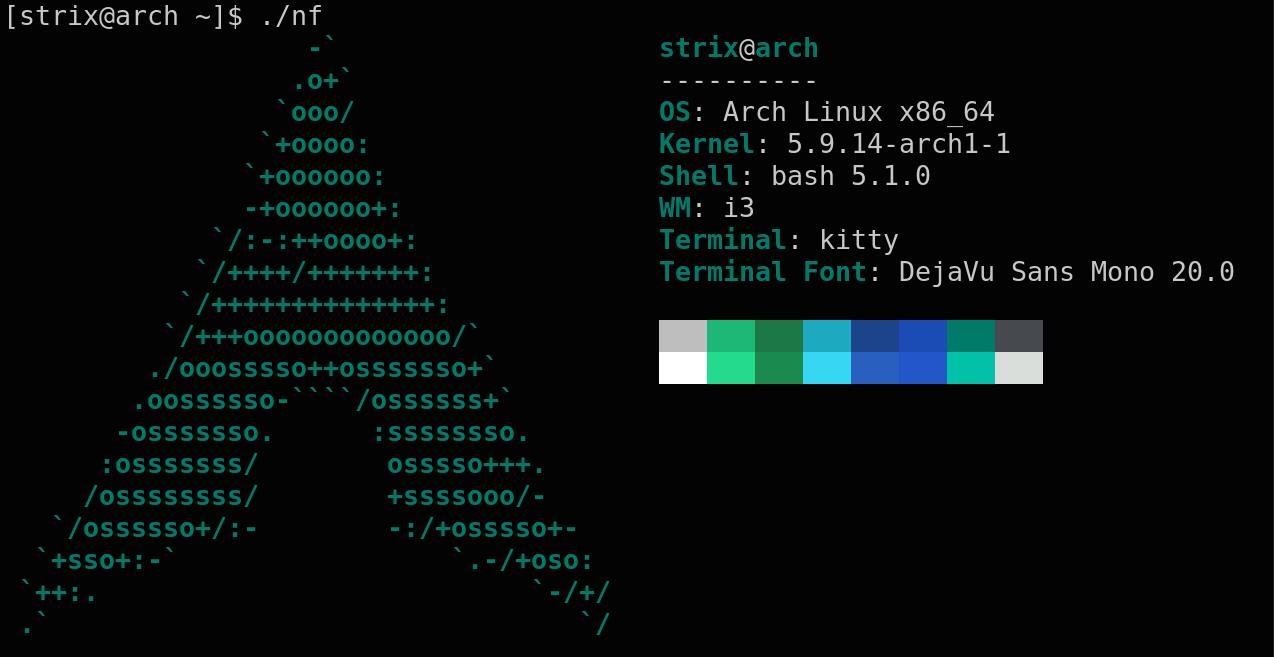 [strix@arch ~]$ ./nf
                   -`                    strix@arch
                  .o+`                   ----------
                 `ooo/                   OS: Arch Linux x86_64
                `+oooo:                  Kernel: 5.9.14-arch1-1
               `+oooooo:                 Shell: bash 5.1.0
               -+oooooo+:                WM: i3
             `/:-:++oooo+:               Terminal: kitty
            `/++++/+++++++:              Terminal Font: DejaVu Sans Mono 20.0
           `/++++++++++++++:
          `/+++ooooooooooooo/`
         ./ooosssso++osssssso+`
        .oossssso-````/ossssss+`
       -osssssso.      :ssssssso.
      :osssssss/        osssso+++.
     /ossssssss/        +ssssooo/-
   `/ossssso+/:-        -:/+osssso+-
  `+sso+:-`                 `.-/+oso:
 `++:.                           `-/+/
 .`                                 `/